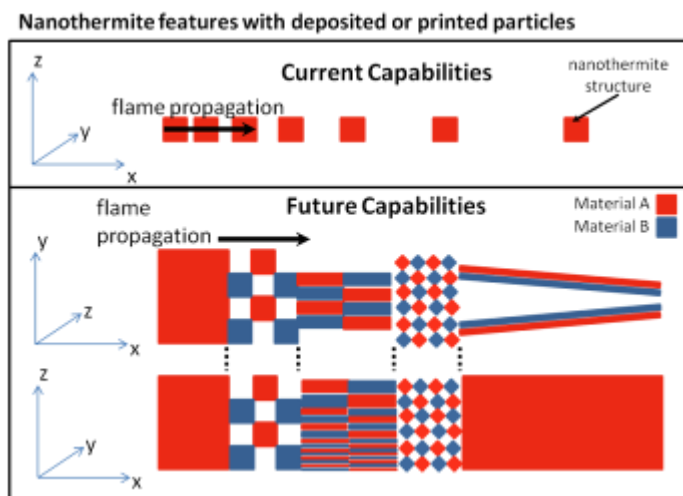 Nanothermite features with deposited or printed particles
z
Current Capabilities
nanothermite
structure
flame propagation
y
x
flame
propagation
Future Capabilities
Material A
Material B
y
z
x
z
y
x